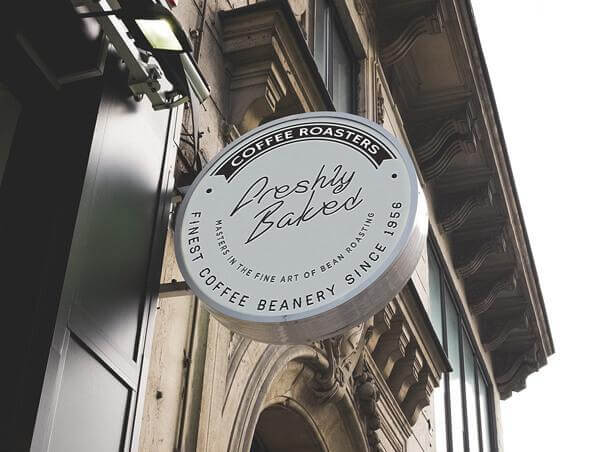 COFFEE ROASTERS
Freshly
Baked
MASTERS IN THE FINE ART OF BEAN ROASTING
FINEST COFFEE BEANERY SINCE 1956